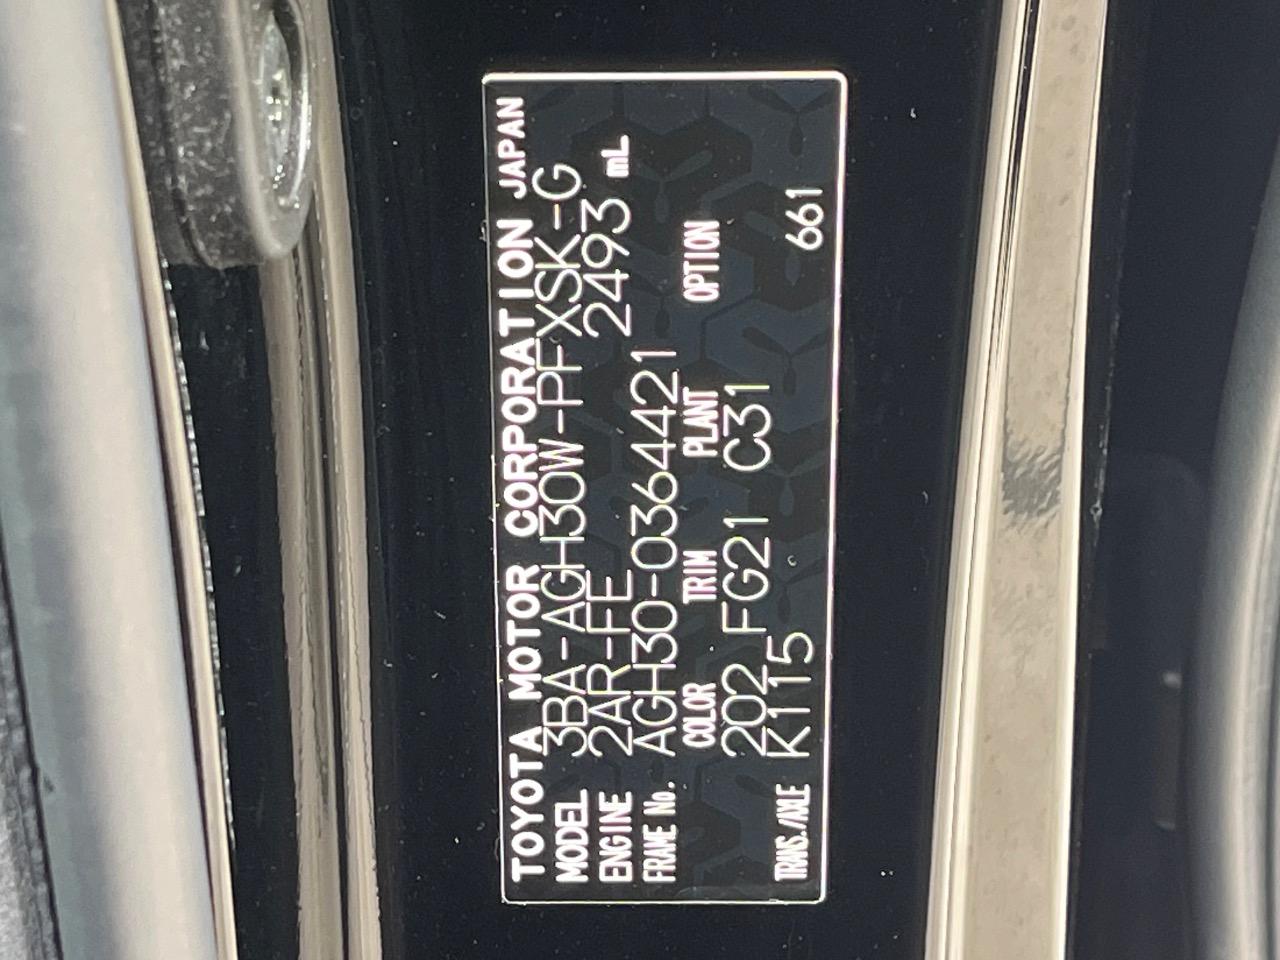 TOYOTA MOTOR CORPORATION JAPAN
MODEL 3BA-AGH30W-PFXSK-G
ENGINE 2AR-FE 2493 mL
FRAME No. AGH30-0364421
COLOR TRIM PLANT OPTION
202 FG21 C31
TRANS./AXLE K115 661